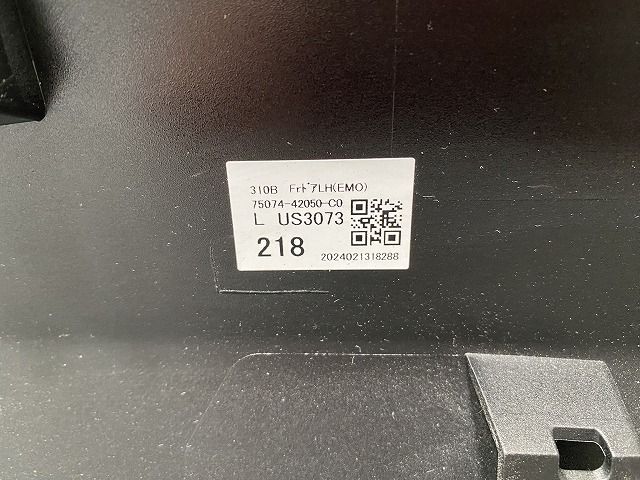 310B FrﾄﾞｱLH(EMO)
75074-42050-C0
L US3073
218
2024021318288